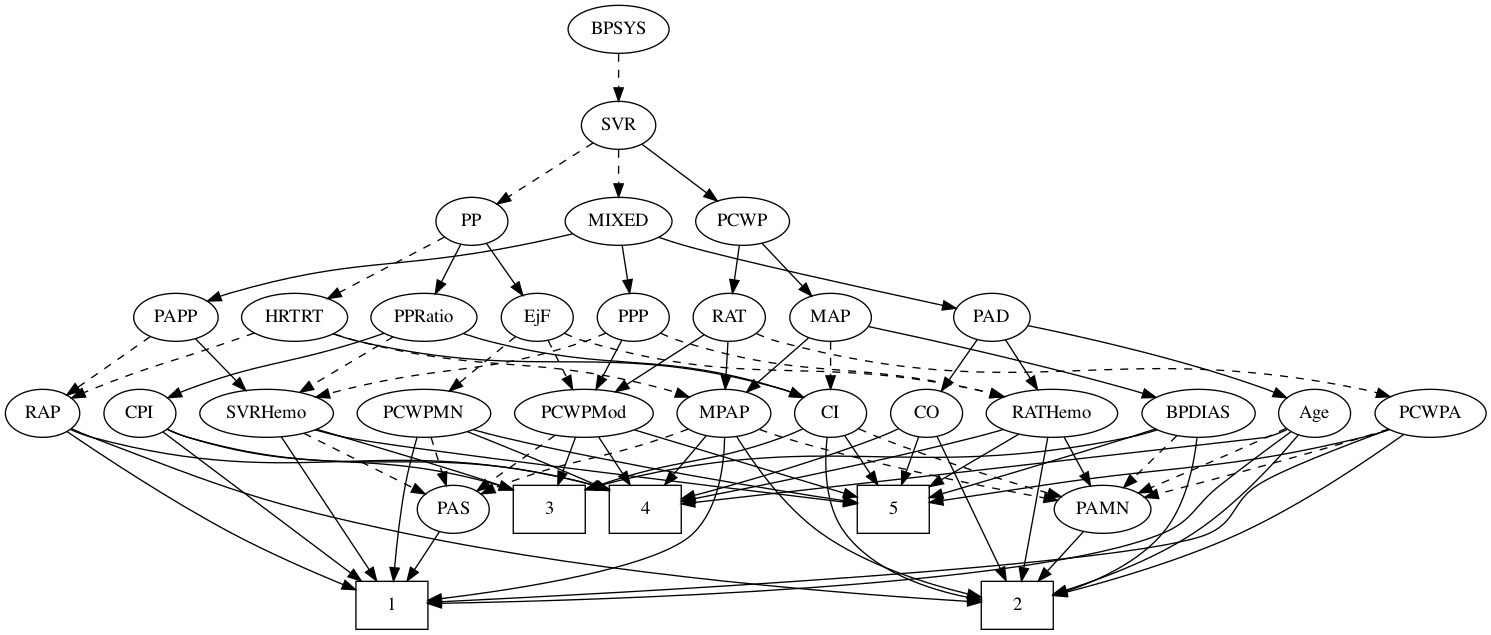 BPSYS
SVR
PP
MIXED
PCWP
PAPP
HRTRT
PPRatio
EjF
PPP
RAT
MAP
PAD
RAP
CPI
SVRHemo
PCWPMN
PCWPMod
MPAP
CI
CO
RATHemo
BPDIAS
Age
PCWPA
PAS
3
4
5
PAMN
1
2